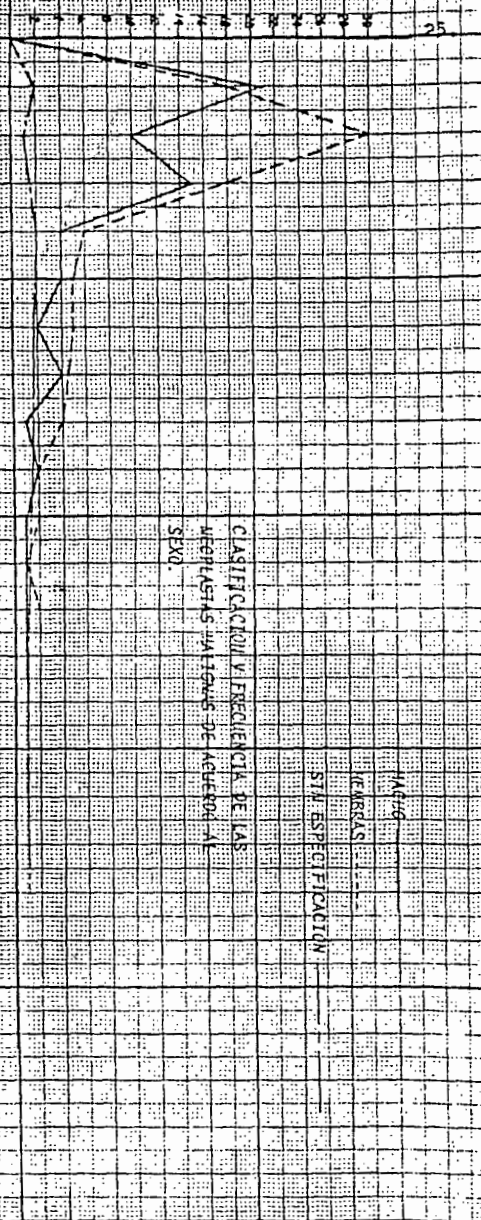 25
MACHO
HEMBRAS
SIN ESPECIFICACION
CLASIFICACION Y FRECUENCIA DE LAS
NEOPLASIAS MALIGNAS DE ACUERDO AL
SEXO